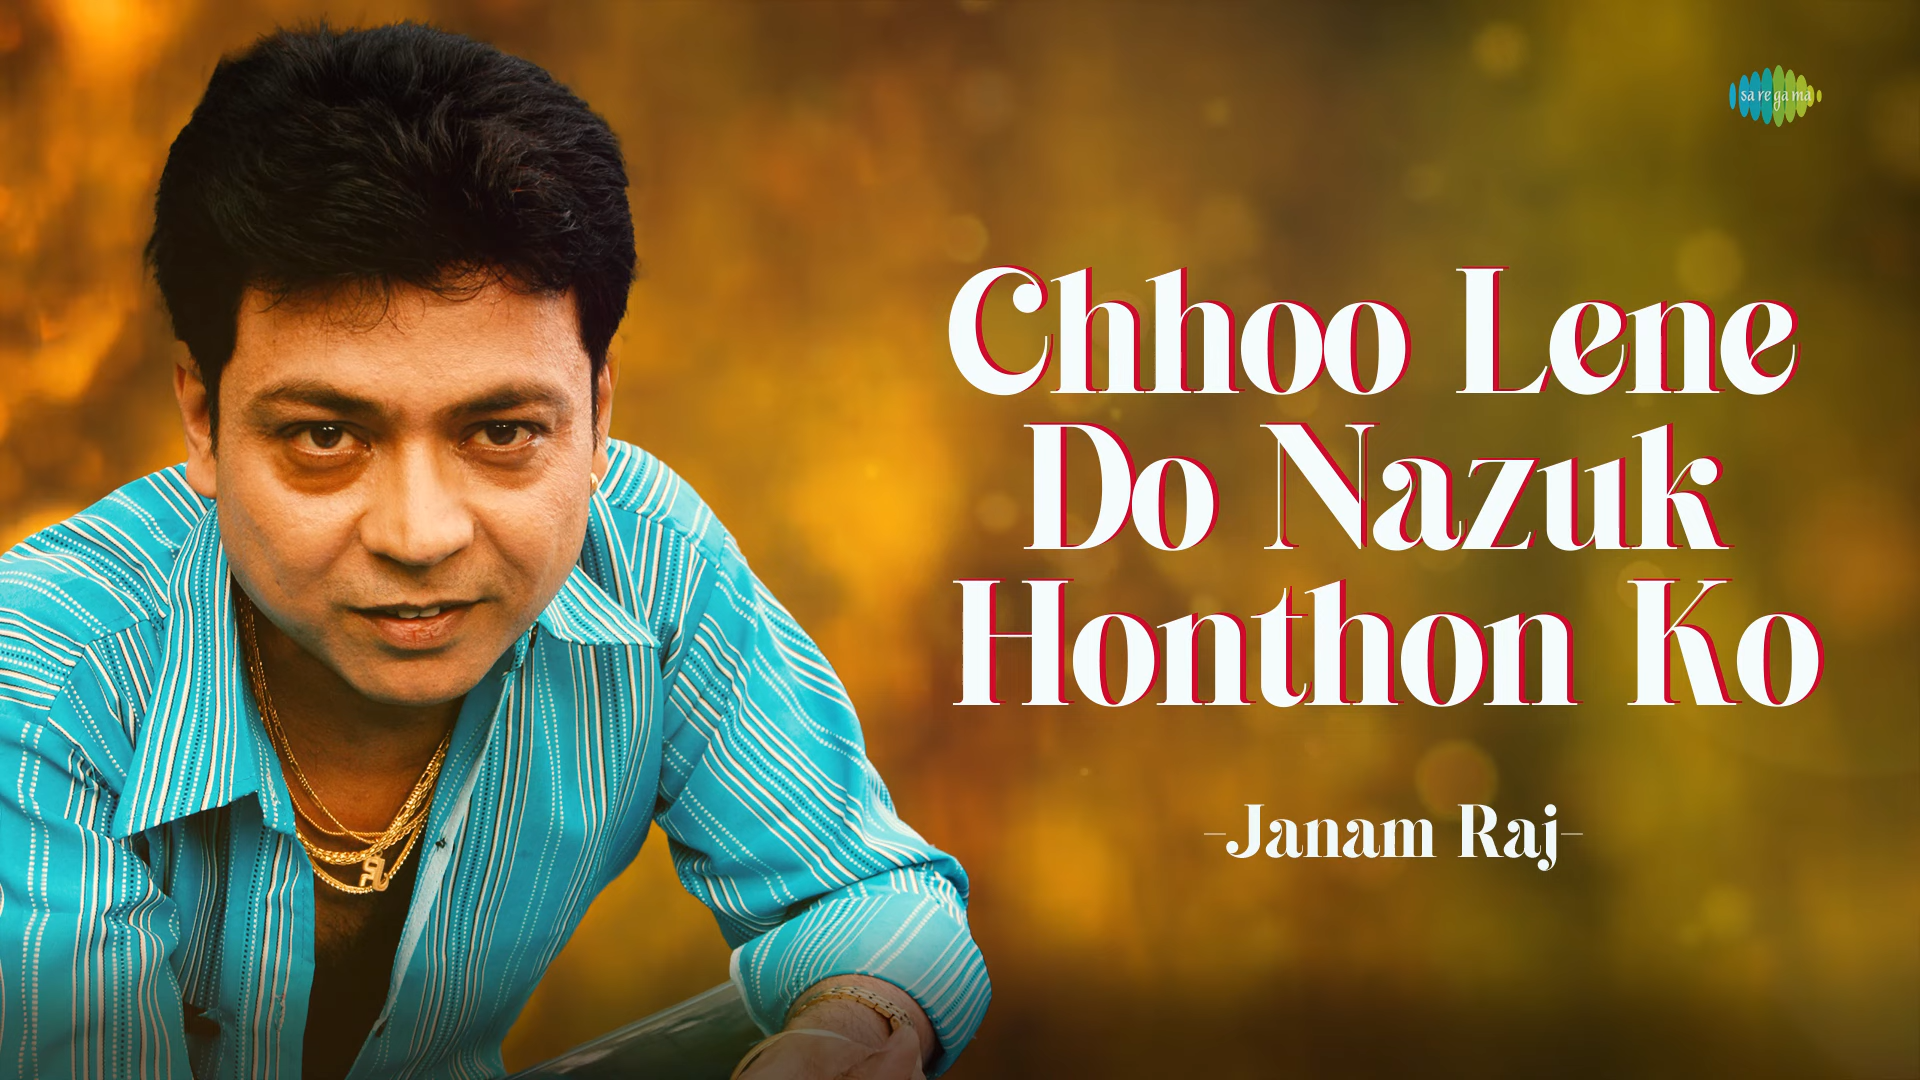 sa re ga ma
Chhoo Lene
Do Nazuk
Honthon Ko
-Janam Raj-